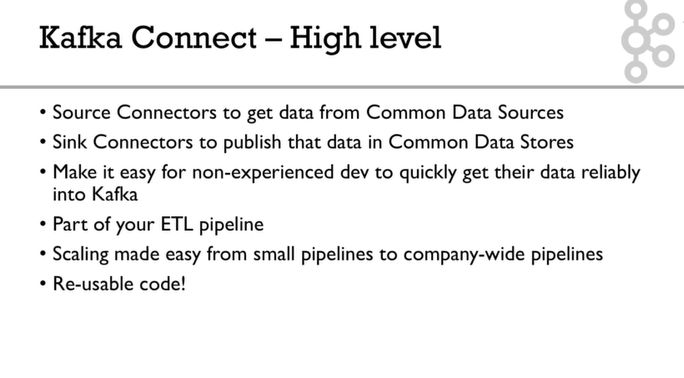 Kafka Connect – High level
• Source Connectors to get data from Common Data Sources
• Sink Connectors to publish that data in Common Data Stores
• Make it easy for non-experienced dev to quickly get their data reliably
into Kafka
• Part of your ETL pipeline
• Scaling made easy from small pipelines to company-wide pipelines
• Re-usable code!